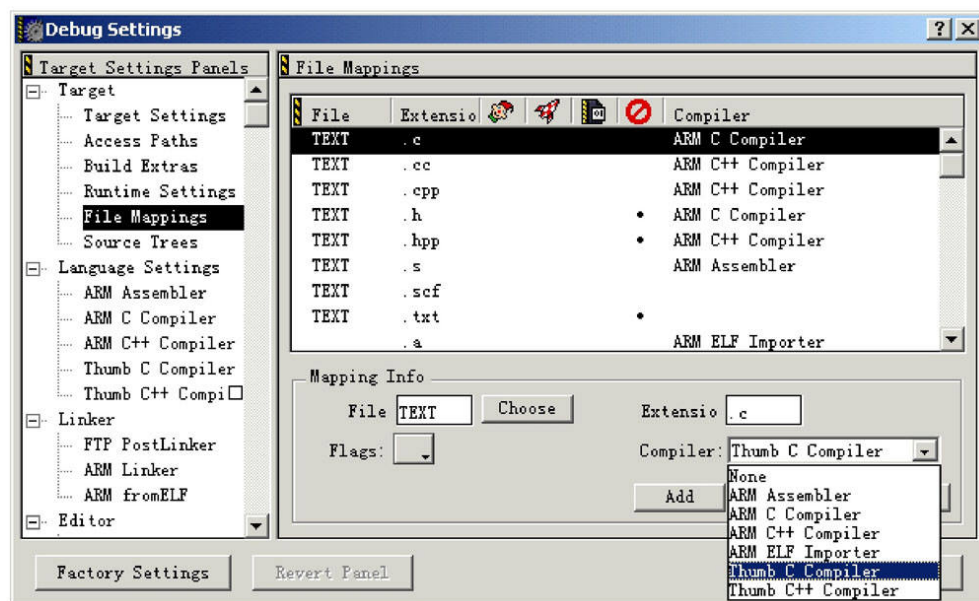 Debug Settings
Target Settings Panels
Target
Target Settings
Access Paths
Build Extras
Runtime Settings
File Mappings
Source Trees
Language Settings
ARM Assembler
ARM C Compiler
ARM C++ Compiler
Thumb C Compiler
Thumb C++ Compi
Linker
FTP PostLinker
ARM Linker
ARM fromELF
Editor
File Mappings
File Extensio Compiler
TEXT .c ARM C Compiler
TEXT .cc ARM C++ Compiler
TEXT .cpp ARM C++ Compiler
TEXT .h • ARM C Compiler
TEXT .hpp • ARM C++ Compiler
TEXT .s ARM Assembler
TEXT .scf
TEXT .txt •
.a ARM ELF Importer
Mapping Info
File TEXT Choose Extensio .c
Flags: Compiler: Thumb C Compiler
Add
None
ARM Assembler
ARM C Compiler
ARM C++ Compiler
ARM ELF Importer
Thumb C Compiler
Thumb C++ Compiler
Factory Settings Revert Panel